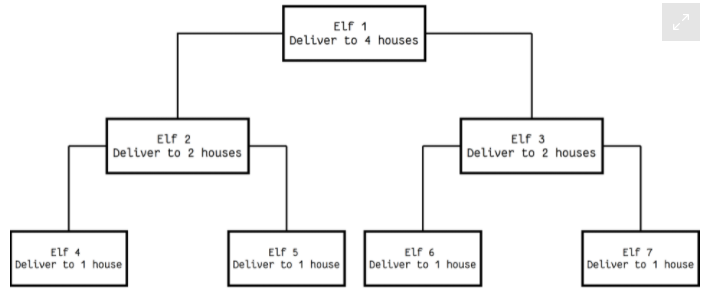 Elf 1
Deliver to 4 houses
Elf 2
Deliver to 2 houses
Elf 3
Deliver to 2 houses
Elf 4
Deliver to 1 house
Elf 5
Deliver to 1 house
Elf 6
Deliver to 1 house
Elf 7
Deliver to 1 house